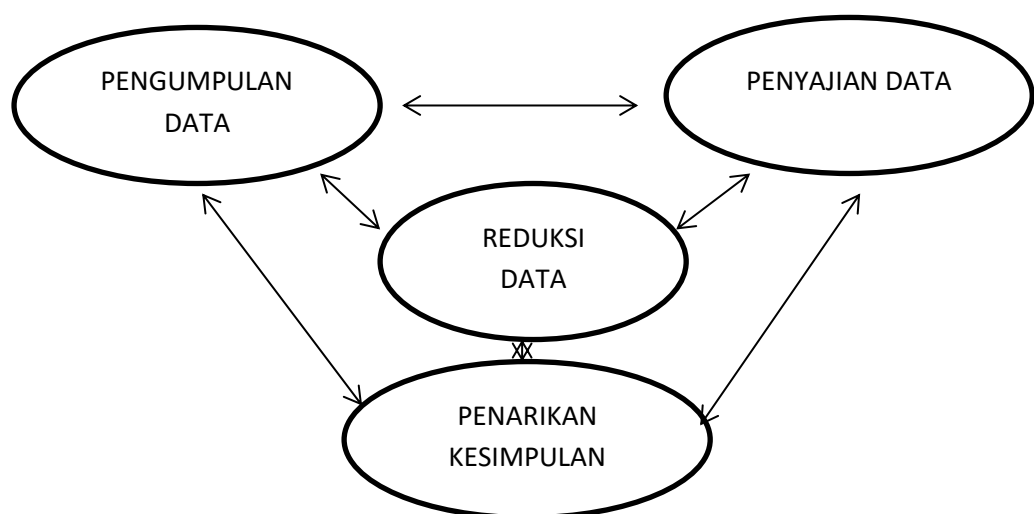 PENGUMPULAN
DATA
PENYAJIAN DATA
REDUKSI
DATA
PENARIKAN
KESIMPULAN